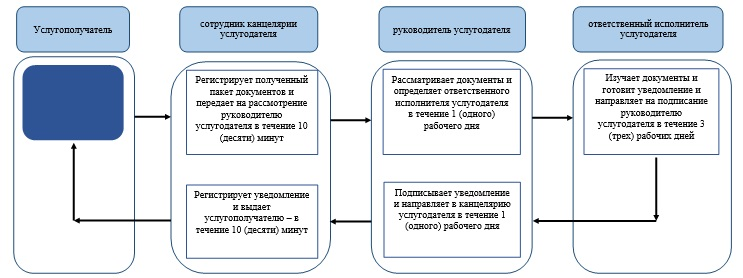 Услугополучатель
сотрудник канцелярии
услугодателя
руководитель услугодателя
ответственный исполнитель
услугодателя
Регистрирует полученный
пакет документов и
передает на рассмотрение
руководителю
услугодателя в течение 10
(десяти) минут
Рассматривает документы и
определяет ответственного
исполнителя услугодателя
в течение 1 (одного)
рабочего дня
Изучает документы и
готовит уведомление и
направляет на подписание
руководителю
услугодателя в течение 3
(трех) рабочих дней
Регистрирует уведомление
и выдает
услугополучателю – в
течение 10 (десяти) минут
Подписывает уведомление
и направляет в канцелярию
услугодателя в течение 1
(одного) рабочего дня